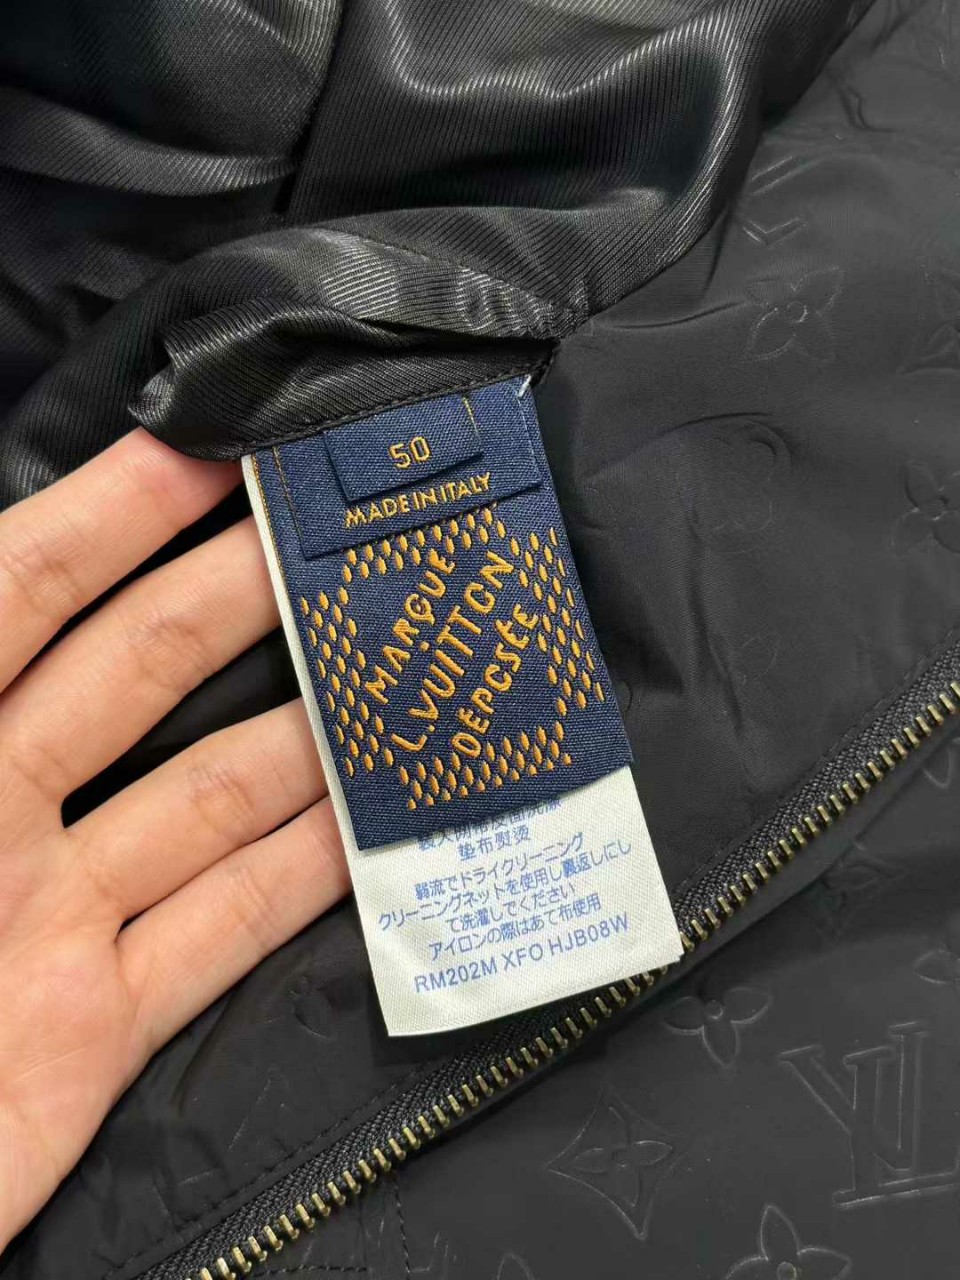 50
MADE IN ITALY
MARQUE
L.VUITTON
DEPOSÉE
垫布熨烫
弱流でドライクリーニング
クリーニングネットを使用し裏返しにし
て洗濯してください
アイロンの際はあて布使用
RM202M XFO HJB08W